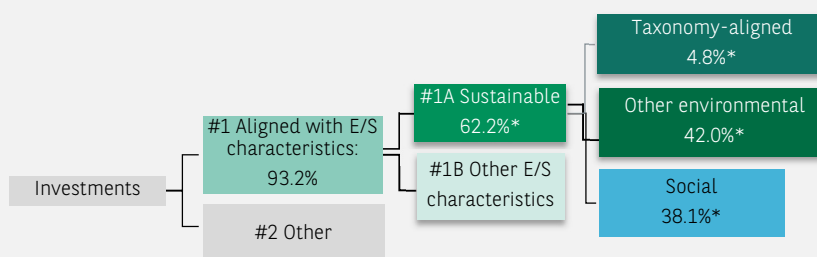 Investments
#1 Aligned with E/S
characteristics:
93.2%
#2 Other
#1A Sustainable
62.2%*
#1B Other E/S
characteristics
Taxonomy-aligned
4.8%*
Other environmental
42.0%*
Social
38.1%*